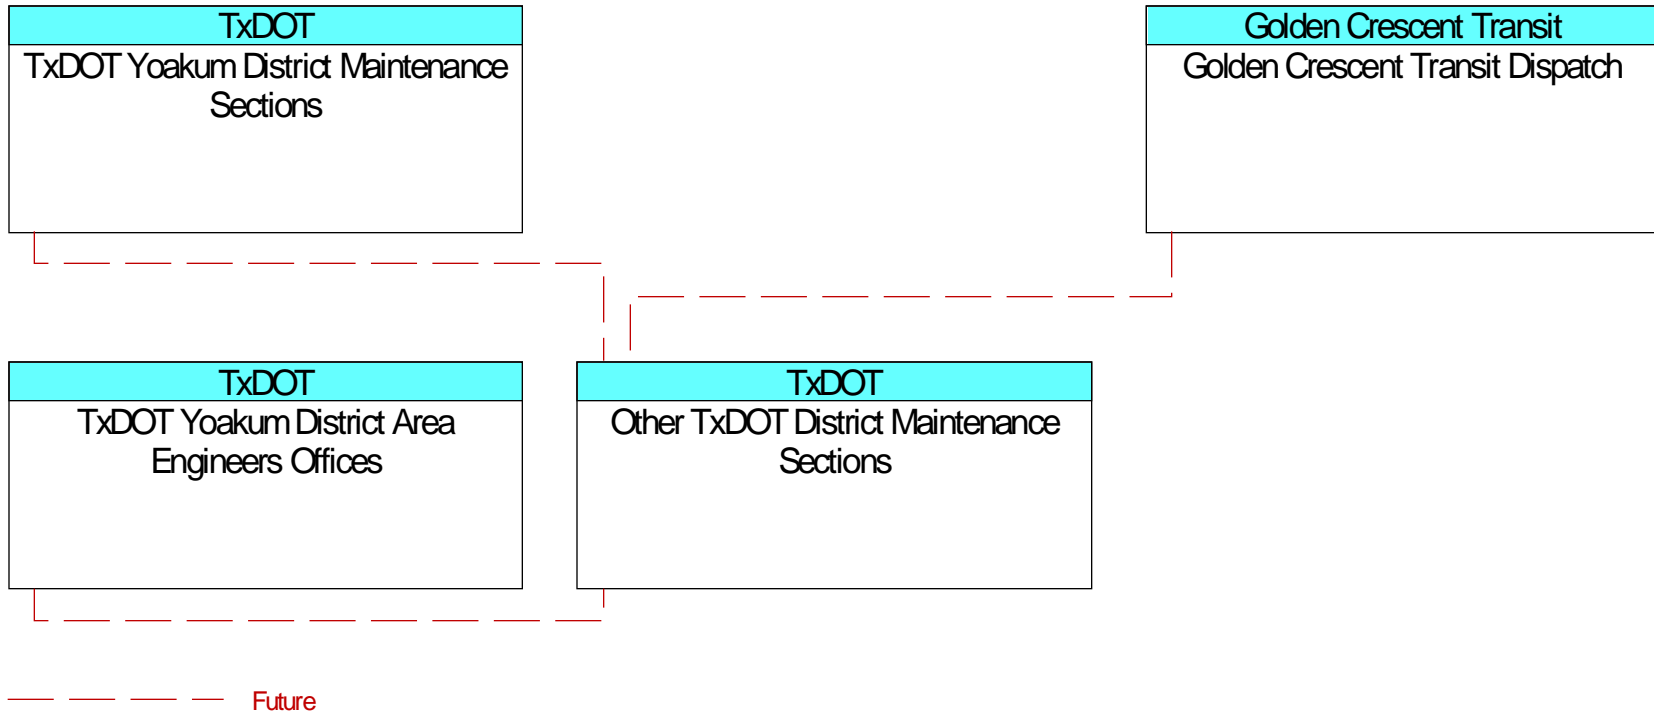 TxDOT
TxDOT Yoakum District Maintenance
Sections
Golden Crescent Transit
Golden Crescent Transit Dispatch
TxDOT
TxDOT Yoakum District Area
Engineers Offices
TxDOT
Other TxDOT District Maintenance
Sections
Future